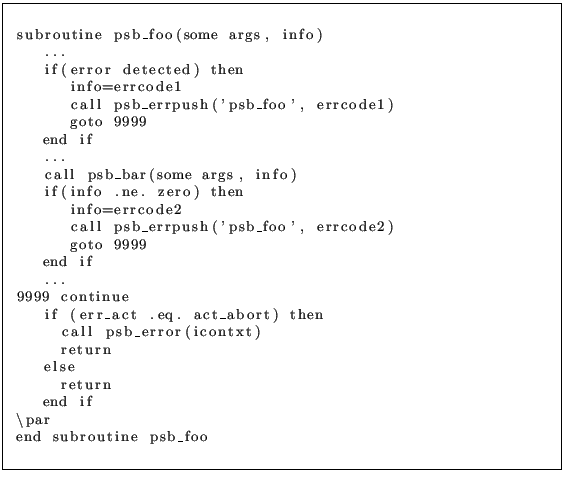 subroutine psb_foo(some args, info)
...
if(error detected) then
info=errcode1
call psb_errpush('psb_foo', errcode1)
goto 9999
end if
...
call psb_bar(some args, info)
if(info .ne. zero) then
info=errcode2
call psb_errpush('psb_foo', errcode2)
goto 9999
end if
...
9999 continue
if (err_act .eq. act_abort) then
call psb_error(icontxt)
return
else
return
end if
\par
end subroutine psb_foo